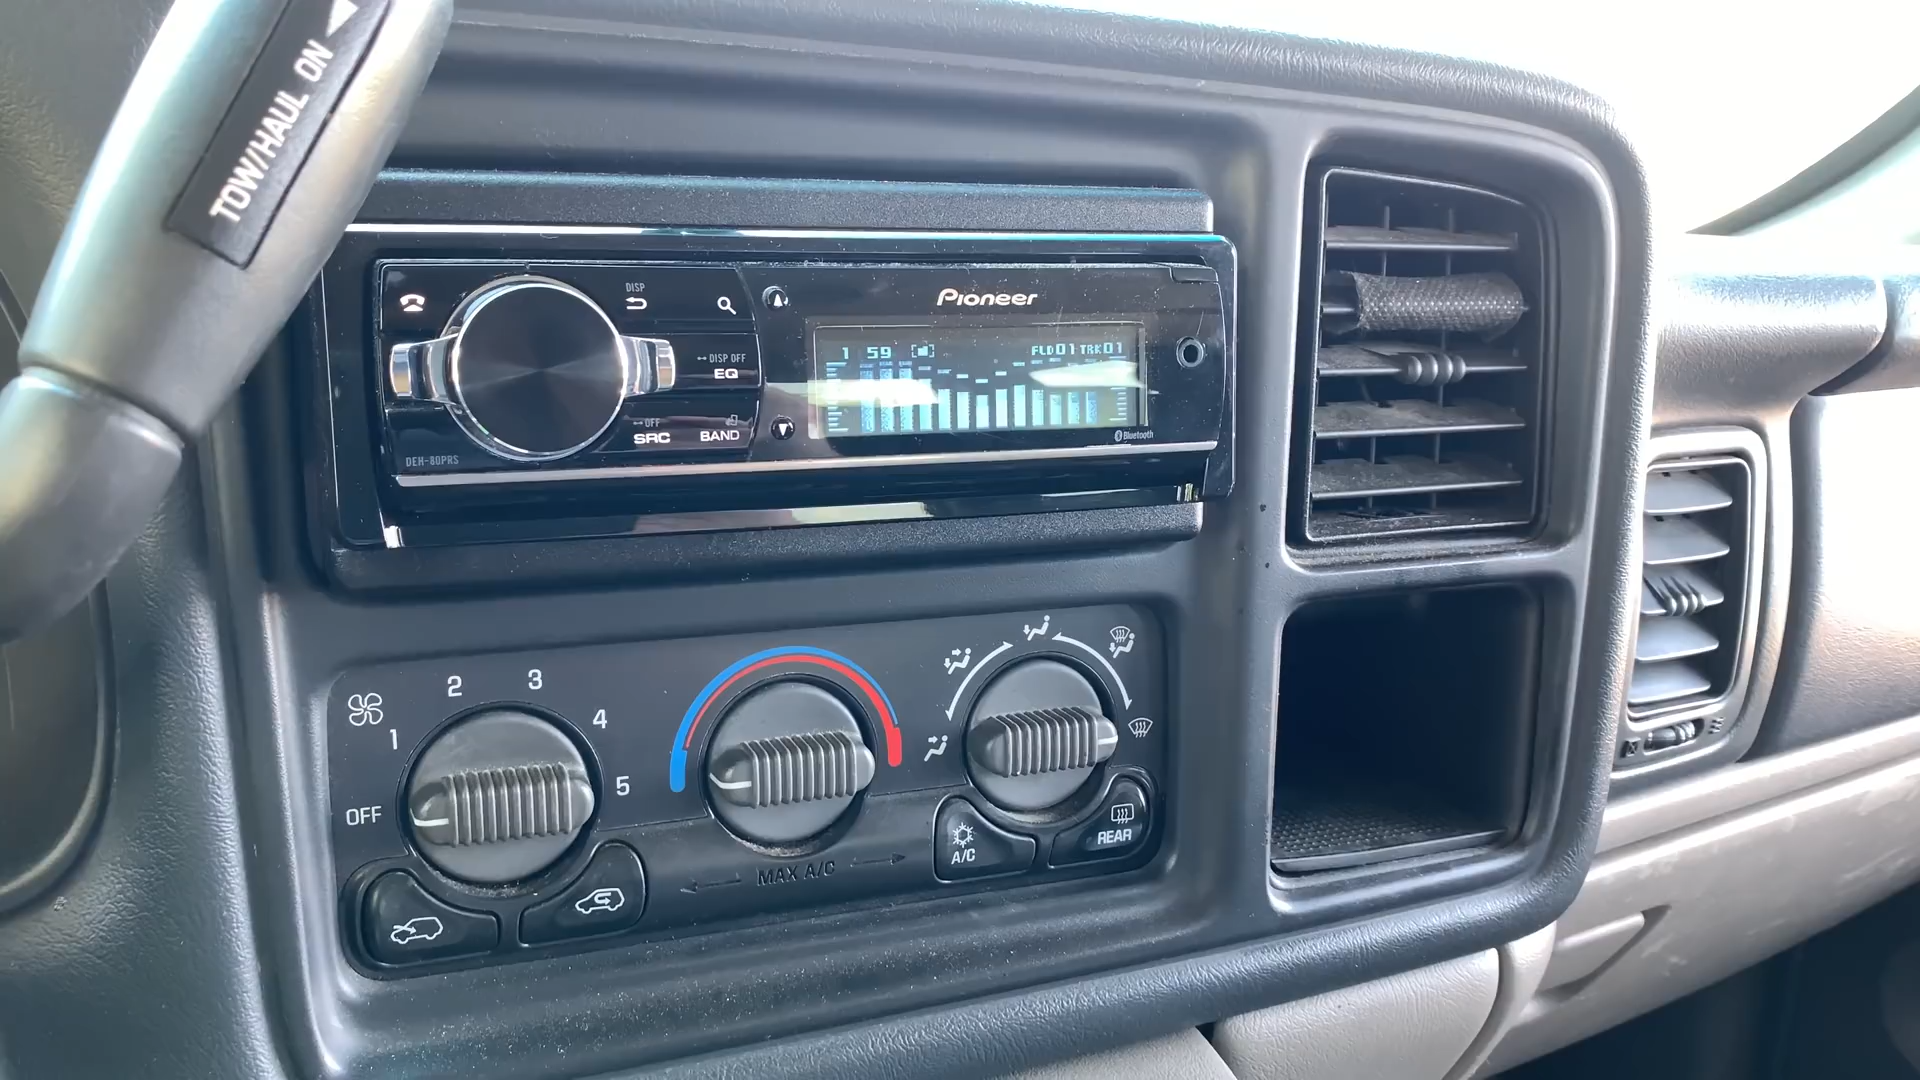 TOW/HAUL ON
Pioneer
DISP
1 59
FLD01 TRK01
DISP OFF
EQ
OFF
SRC
BAND
Bluetooth
DEH-80PRS
2
3
1
4
OFF
5
MAX A/C
A/C
REAR